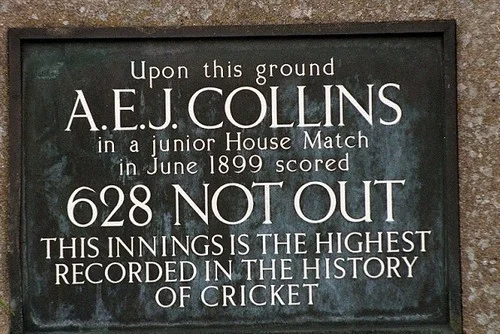 Upon this ground
A.E.J. COLLINS
in a junior House Match
in June 1899 scored
628 NOT OUT
THIS INNINGS IS THE HIGHEST
RECORDED IN THE HISTORY
OF CRICKET